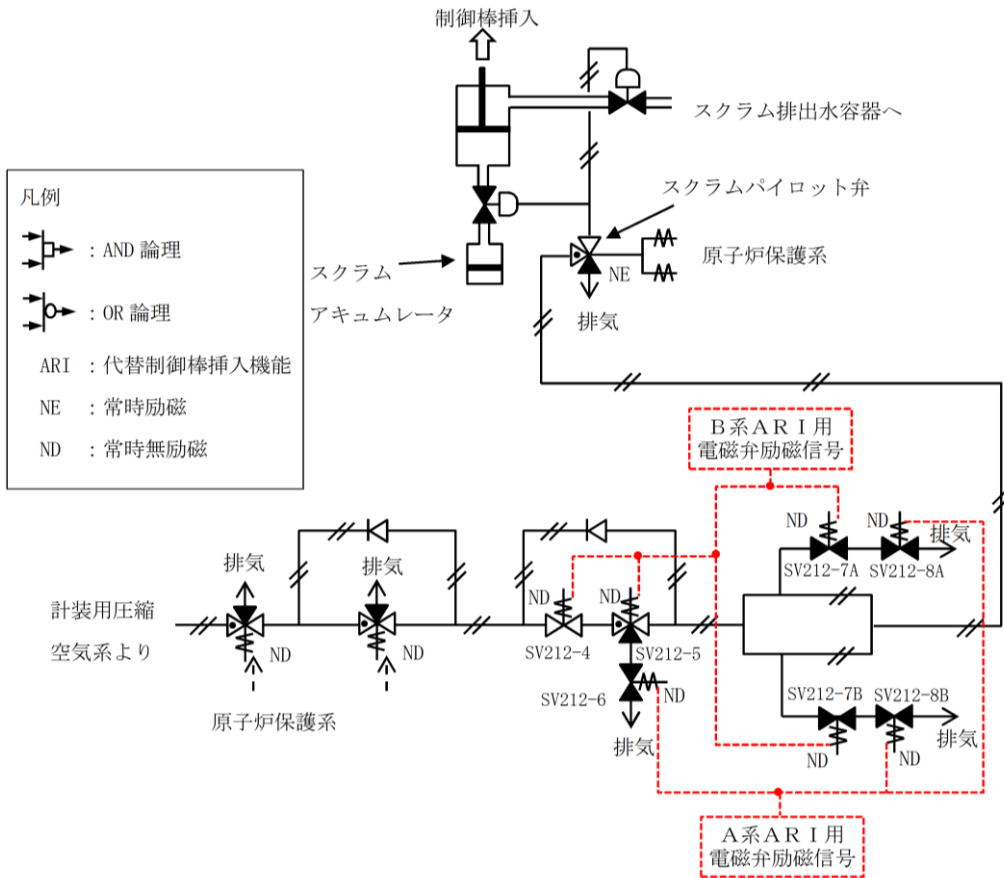 制御棒挿入
スクラム排出水容器へ
スクラムパイロット弁
原子炉保護系
NE
排気
スクラム
アキュムレータ
凡例
：AND 論理
：OR 論理
ARI ：代替制御棒挿入機能
NE ：常時励磁
ND ：常時無励磁
B系ARI用
電磁弁励磁信号
ND
ND
排気
SV212-7A
SV212-8A
排気
排気
計装用圧縮
空気系より
ND
ND
原子炉保護系
ND
ND
SV212-4
SV212-5
SV212-6
ND
排気
SV212-7B
SV212-8B
排気
ND
ND
A系ARI用
電磁弁励磁信号